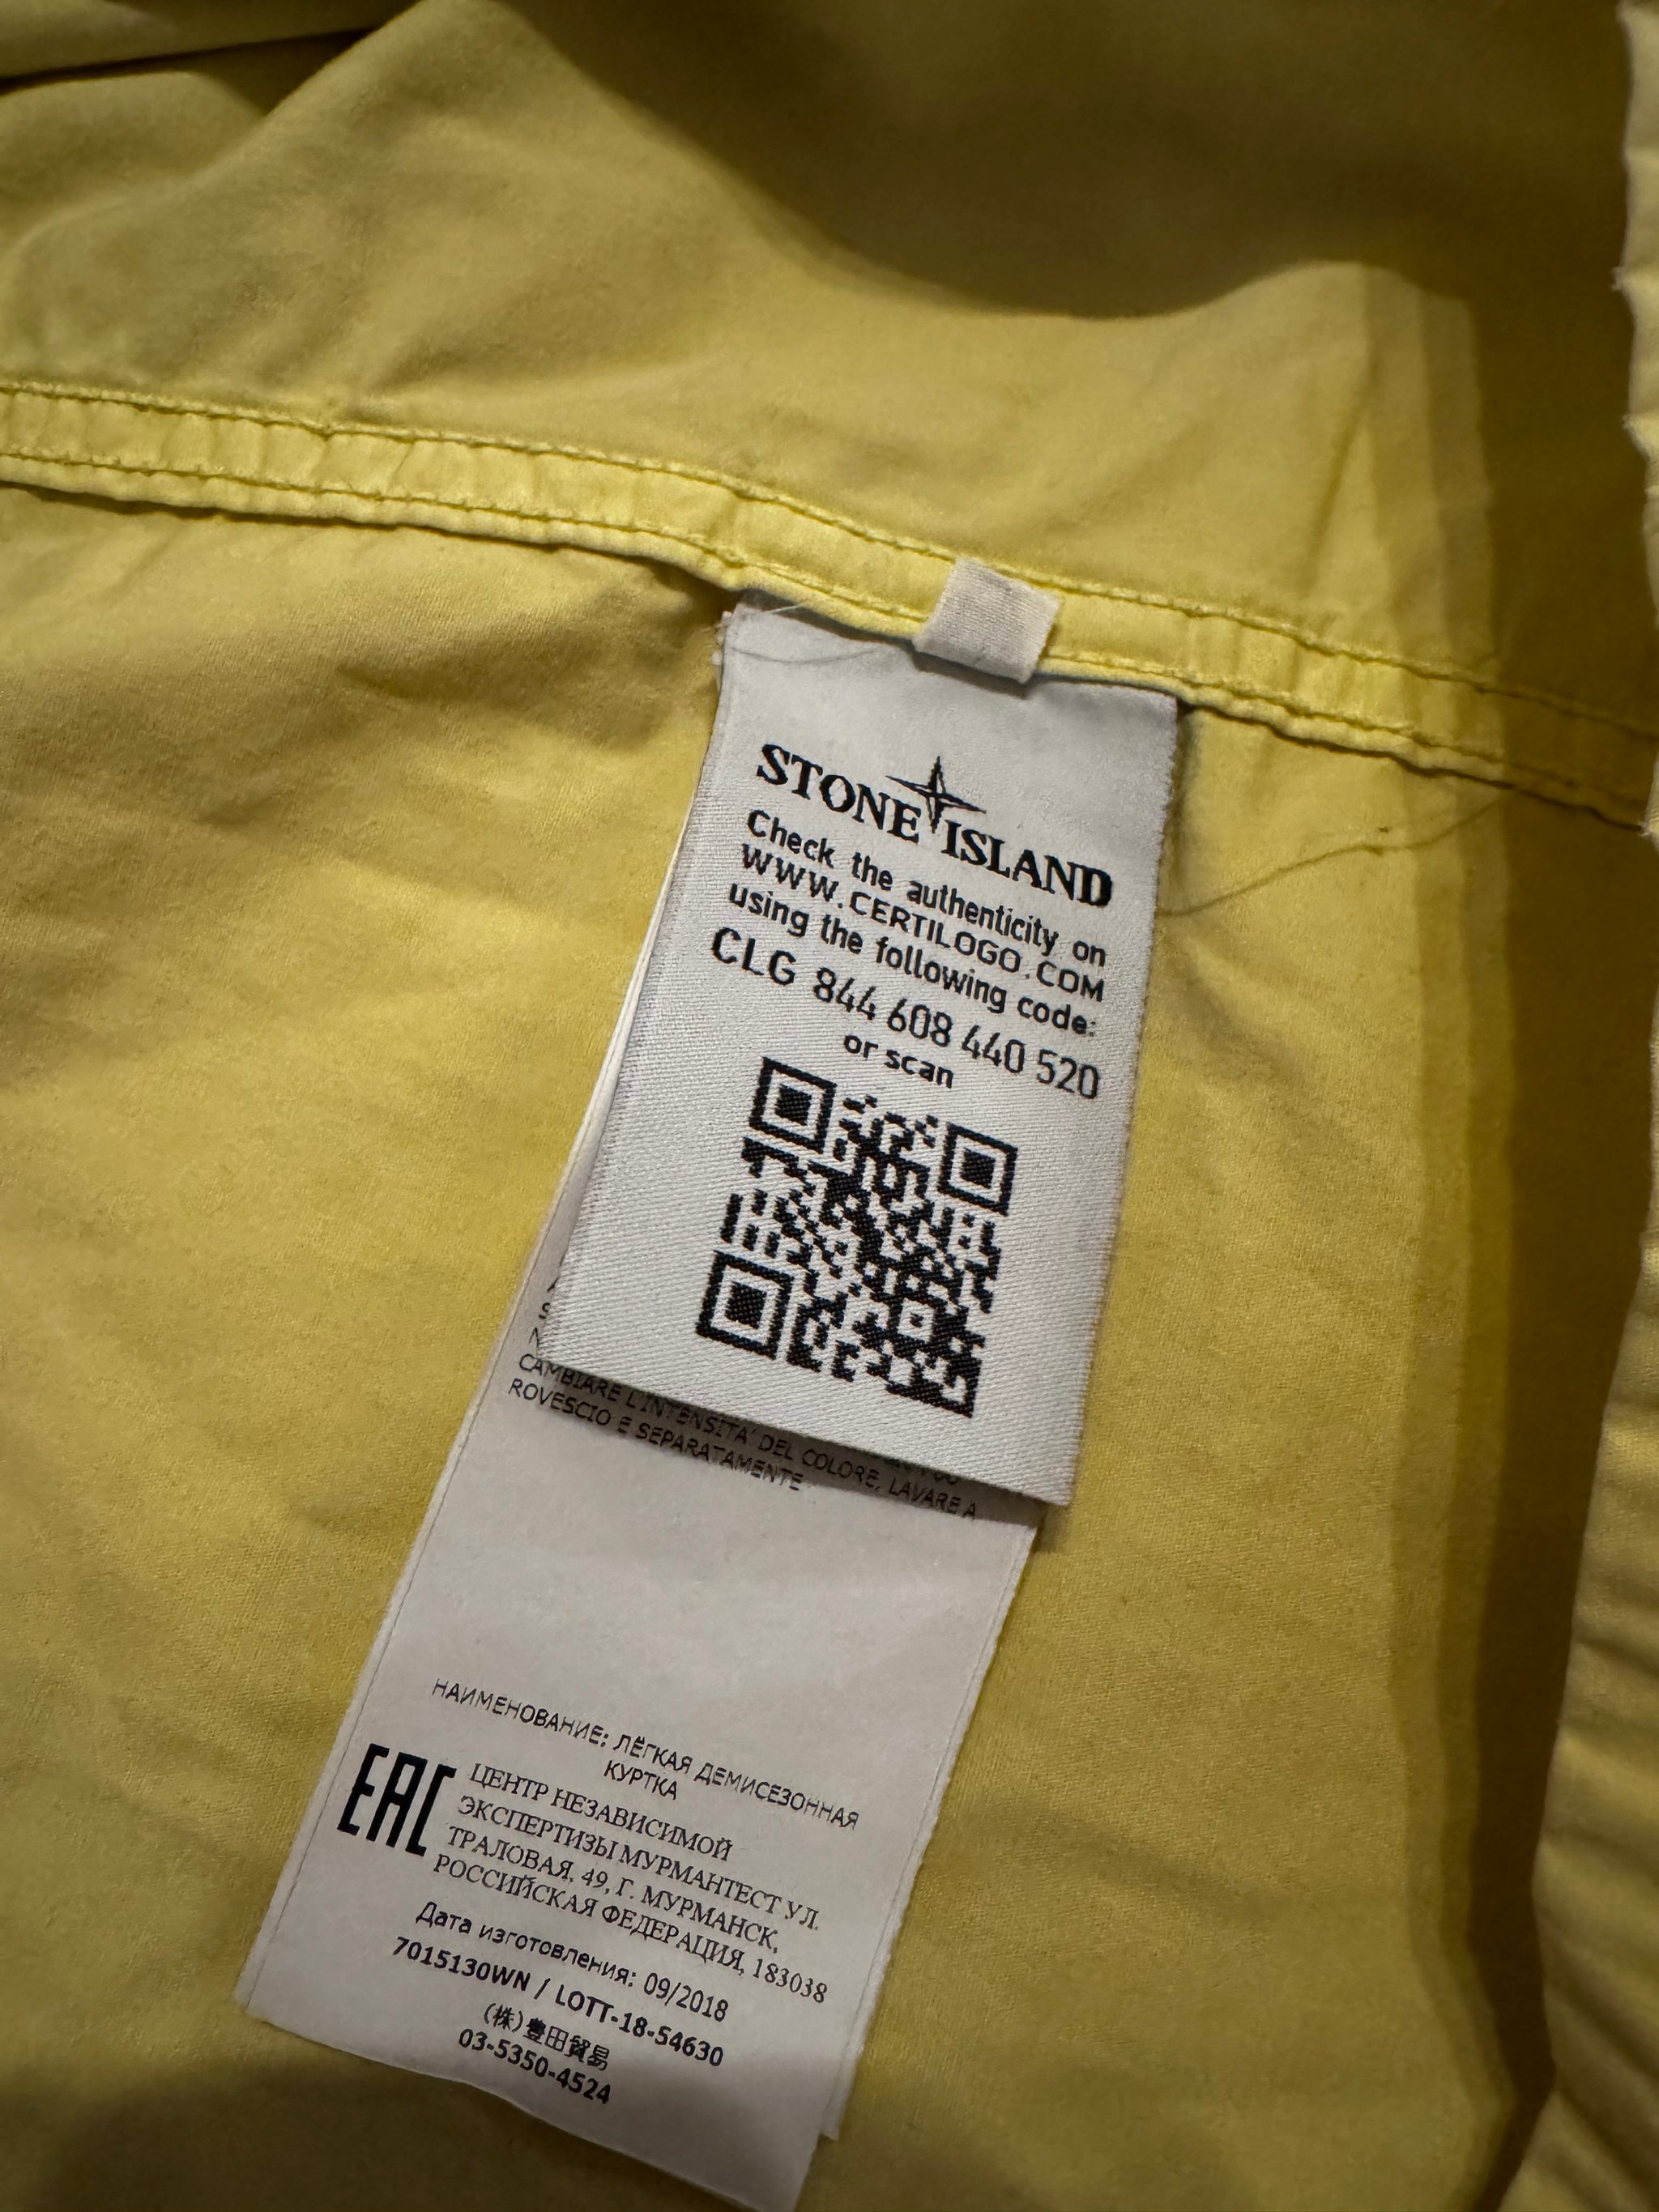 STONE ISLAND
Check the authenticity on
WWW.CERTILOGO.COM
using the following code:
CLG 844 608 440 520
or scan
CAMBIARE L'INTENSITA' DEL COLORE, LAVARE A
ROVESCIO E SEPARATAMENTE
НАИМЕНОВАНИЕ: ЛЁГКАЯ ДЕМИСЕЗОННАЯ
КУРТКА
EAC
ЦЕНТР НЕЗАВИСИМОЙ
ЭКСПЕРТИЗЫ МУРМАНТЕСТ УЛ.
ТРАЛОВАЯ, 49, Г. МУРМАНСК,
РОССИЙСКАЯ ФЕДЕРАЦИЯ, 183038
Дата изготовления: 09/2018
7015130WN / LOTT-18-54630
(株)豊田貿易
03-5350-4524